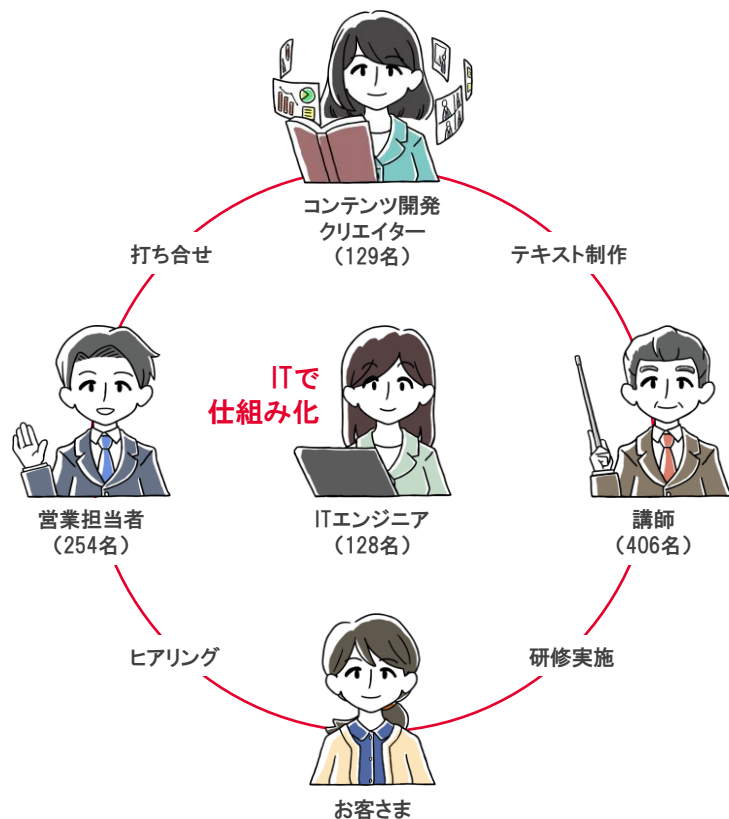 コンテンツ開発
クリエイター
（129名）
打ち合せ
テキスト制作
ITで
仕組み化
営業担当者
（254名）
ITエンジニア
（128名）
講師
（406名）
ヒアリング
研修実施
お客さま